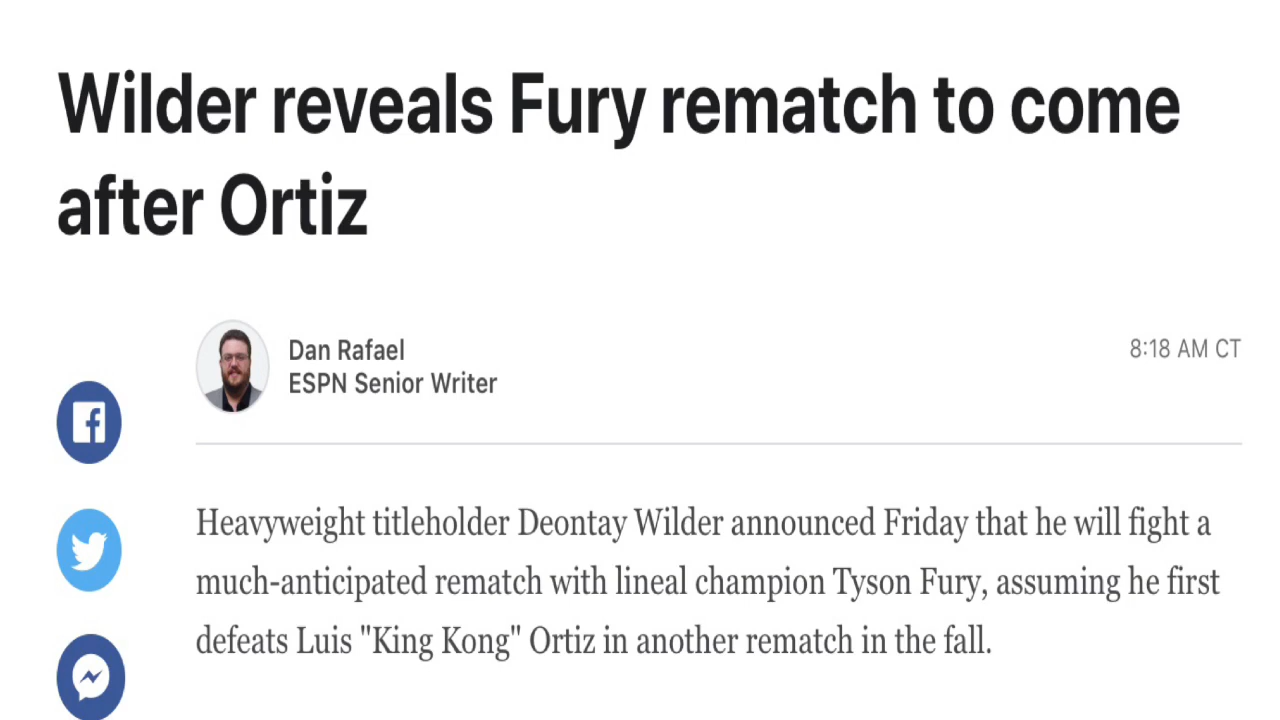 Wilder reveals Fury rematch to come
after Ortiz
Dan Rafael
ESPN Senior Writer
8:18 AM CT
Heavyweight titleholder Deontay Wilder announced Friday that he will fight a
much-anticipated rematch with lineal champion Tyson Fury, assuming he first
defeats Luis "King Kong" Ortiz in another rematch in the fall.